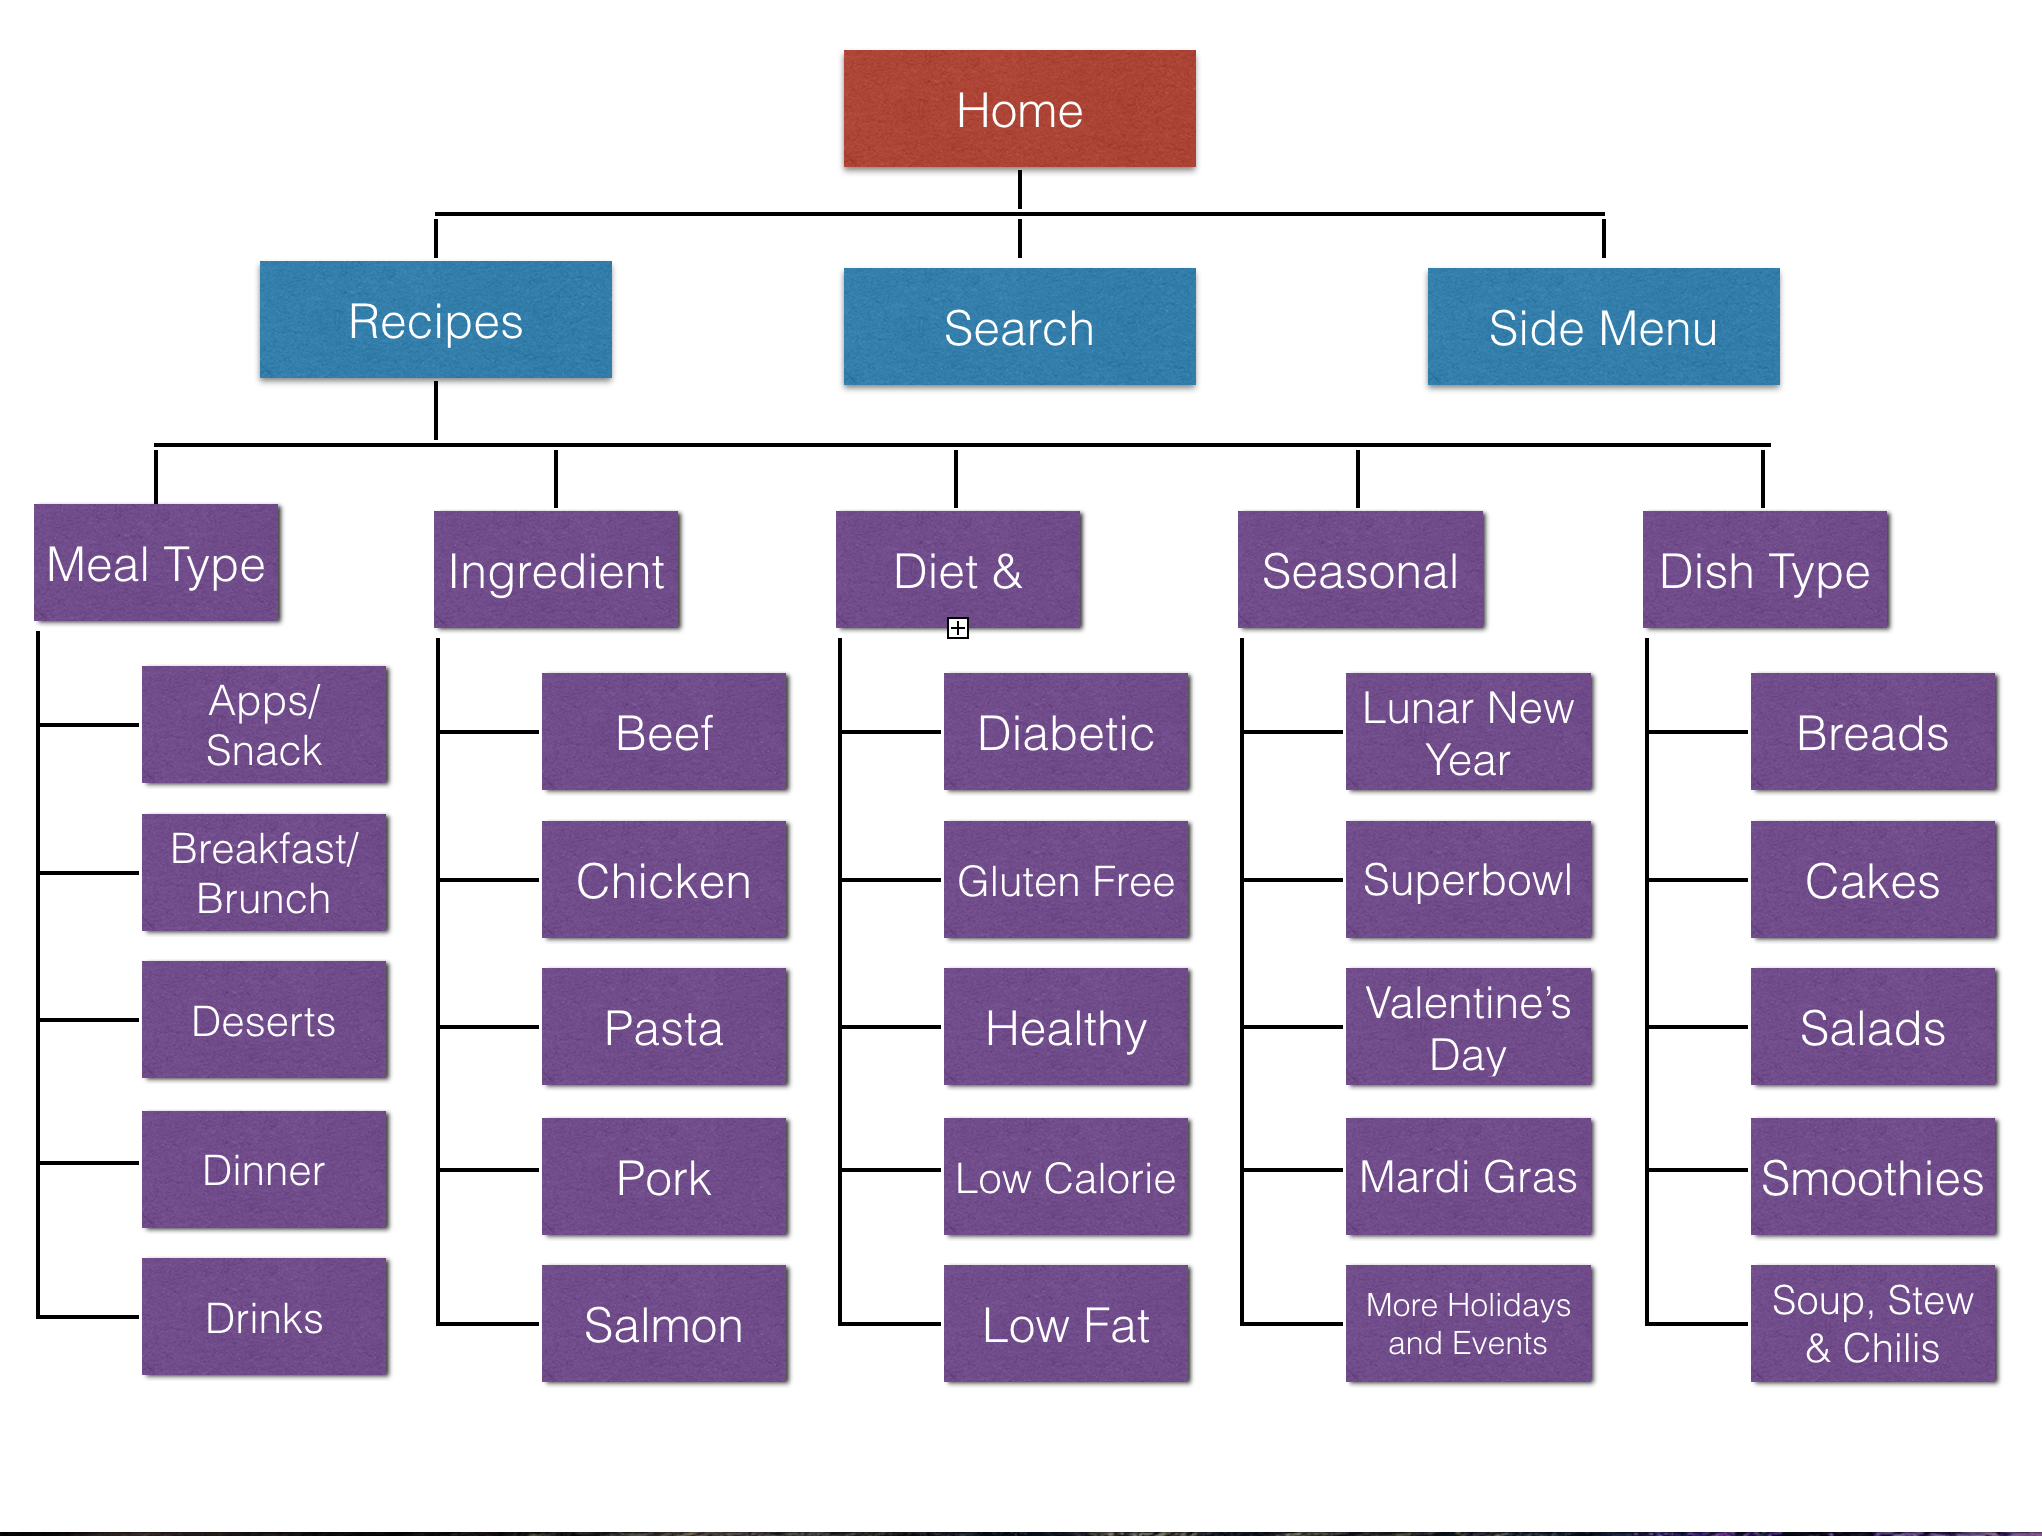 Home
Recipes
Search
Side Menu
Meal Type
Ingredient
Diet &
Seasonal
Dish Type
Apps/
Snack
Breakfast/
Brunch
Deserts
Dinner
Drinks
Beef
Chicken
Pasta
Pork
Salmon
Diabetic
Gluten Free
Healthy
Low Calorie
Low Fat
Lunar New
Year
Superbowl
Valentine’s
Day
Mardi Gras
More Holidays
and Events
Breads
Cakes
Salads
Smoothies
Soup, Stew
& Chilis